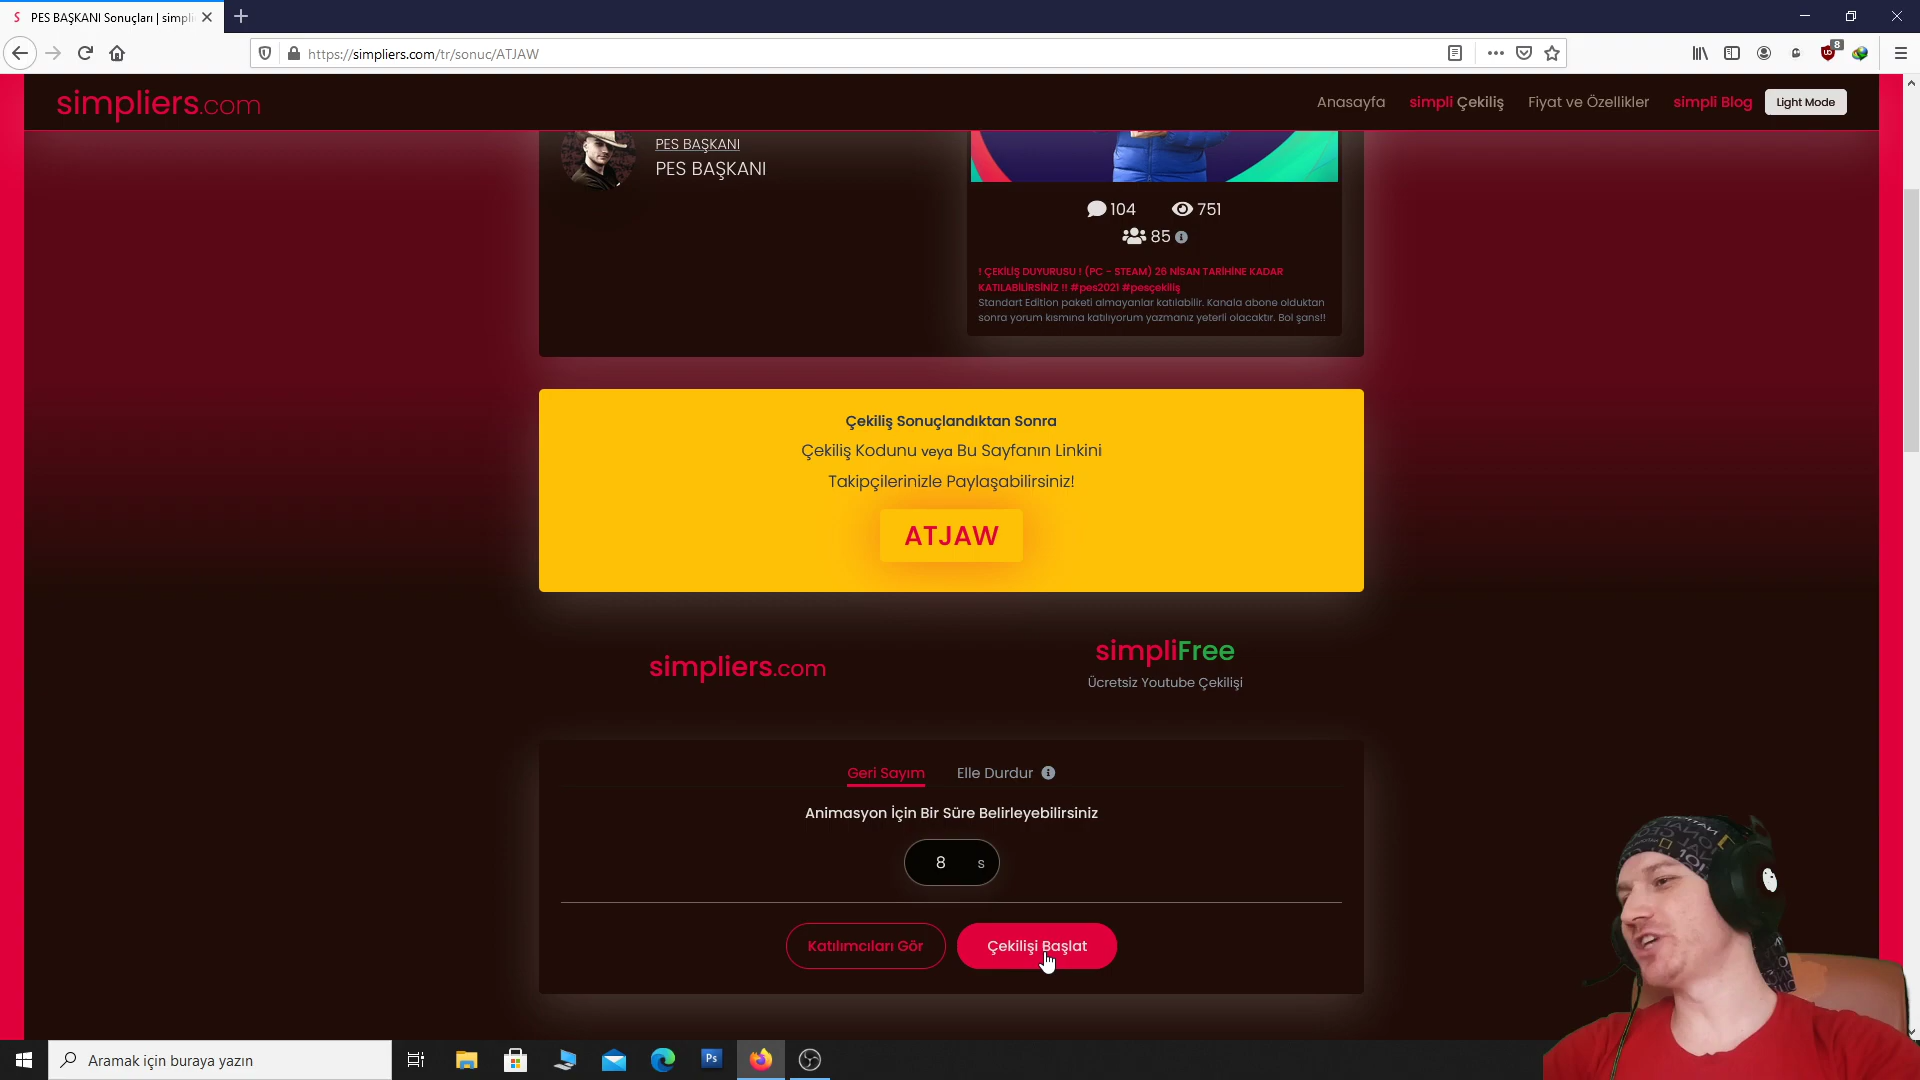 PES BAŞKANI Sonuçları | simpli
https://simpliers.com/tr/sonuc/ATJAW
8
simpliers.com
Anasayfa
simpli Çekiliş
Fiyat ve Özellikler
simpli Blog
Light Mode
PES BAŞKANI
PES BAŞKANI
104
751
85
! ÇEKİLİŞ DUYURUSU ! (PC - STEAM) 26 NİSAN TARİHİNE KADAR
KATILABİLİRSİNİZ !! #pes2021 #pesçekiliş
Standart Edition paketi almayanlar katılabilir. Kanala abone olduktan
sonra yorum kısmına katılıyorum yazmanız yeterli olacaktır. Bol şans!!
Çekiliş Sonuçlandıktan Sonra
Çekiliş Kodunu veya Bu Sayfanın Linkini
Takipçilerinizle Paylaşabilirsiniz!
ATJAW
simpliers.com
simpliFree
Ücretsiz Youtube Çekilişi
Geri Sayım
Elle Durdur
Animasyon İçin Bir Süre Belirleyebilirsiniz
8 s
Katılımcıları Gör
Çekilişi Başlat
Aramak için buraya yazın
Ps